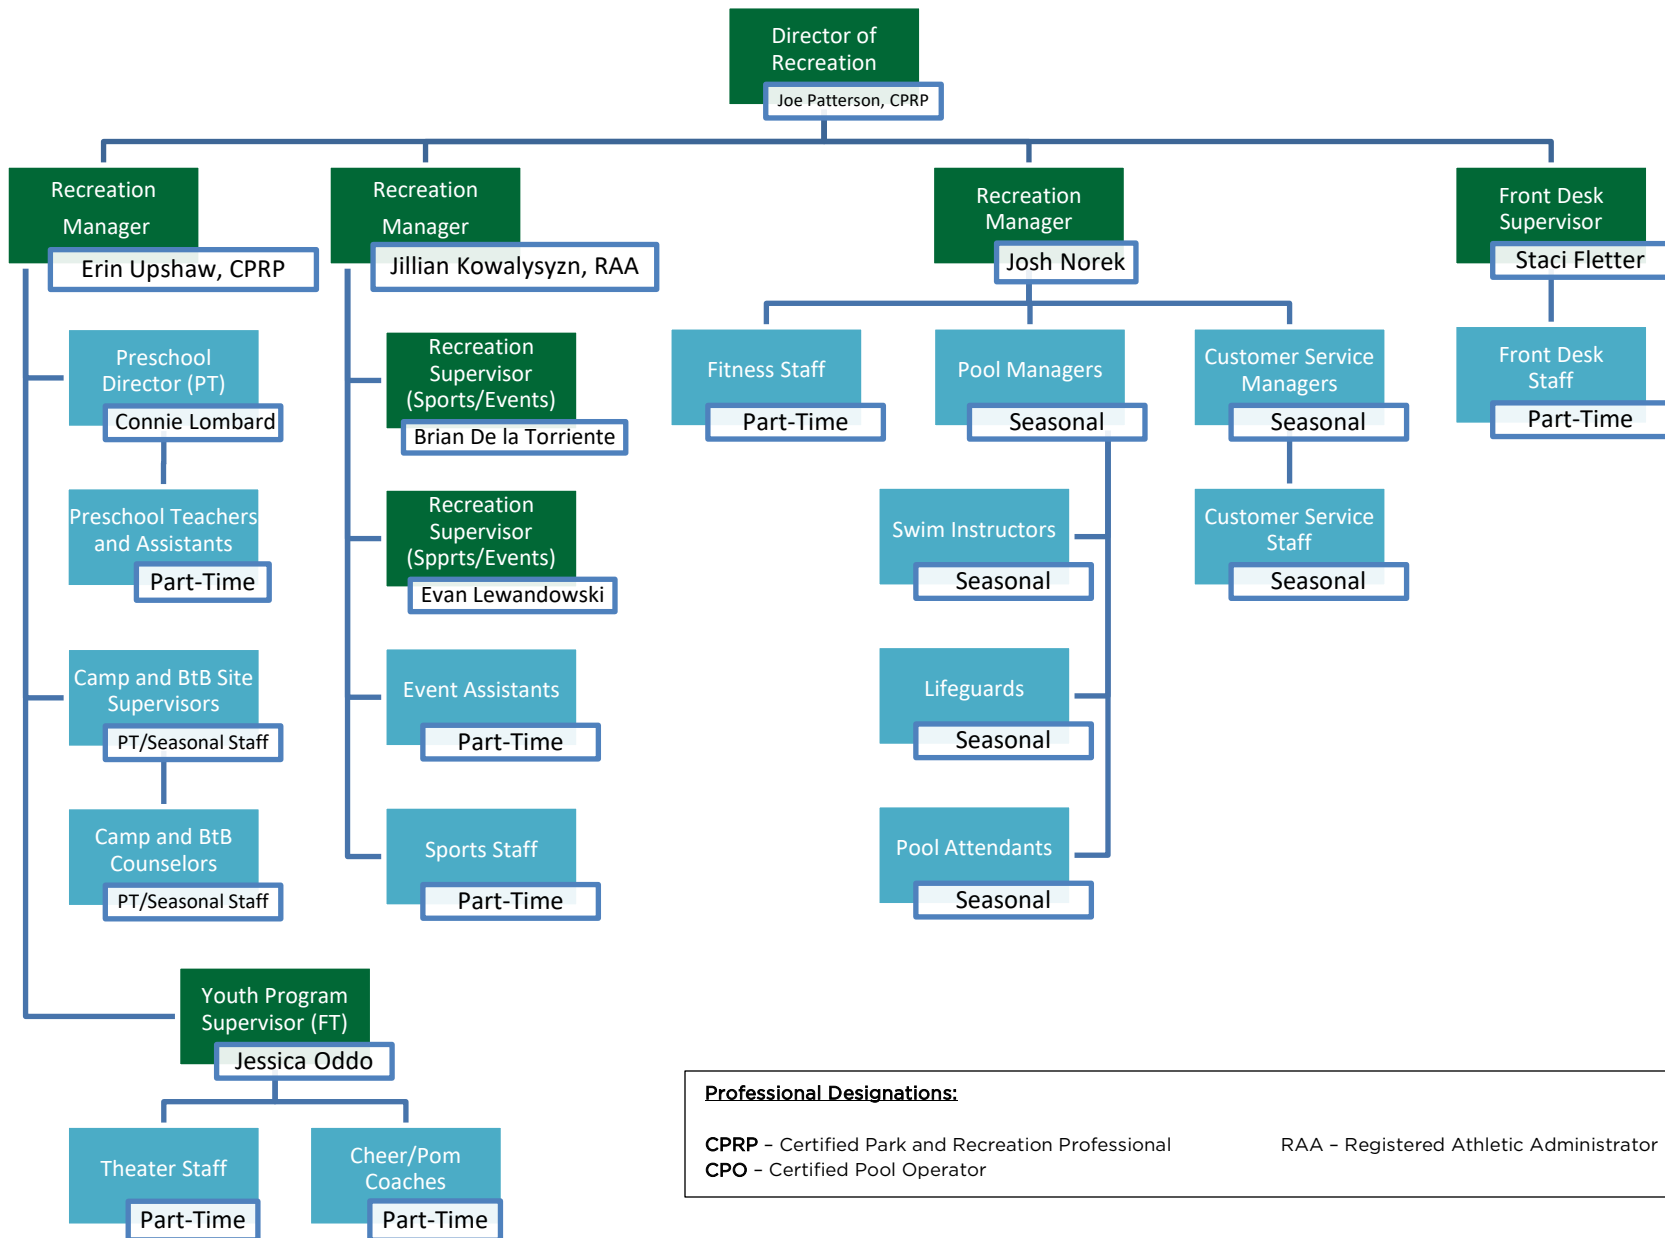 Director of
Recreation
Joe Patterson, CPRP
Recreation
Manager
Erin Upshaw, CPRP
Recreation
Manager
Jillian Kowalysyzn, RAA
Recreation
Manager
Josh Norek
Front Desk
Supervisor
Staci Fletter
Preschool
Director (PT)
Connie Lombard
Preschool Teachers
and Assistants
Part-Time
Camp and BtB Site
Supervisors
PT/Seasonal Staff
Camp and BtB
Counselors
PT/Seasonal Staff
Youth Program
Supervisor (FT)
Jessica Oddo
Theater Staff
Part-Time
Cheer/Pom
Coaches
Part-Time
Recreation
Supervisor
(Sports/Events)
Brian De la Torriente
Recreation
Supervisor
(Spprts/Events)
Evan Lewandowski
Event Assistants
Part-Time
Sports Staff
Part-Time
Fitness Staff
Part-Time
Pool Managers
Seasonal
Swim Instructors
Seasonal
Lifeguards
Seasonal
Pool Attendants
Seasonal
Customer Service
Managers
Seasonal
Customer Service
Staff
Seasonal
Front Desk
Staff
Part-Time
Professional Designations:
CPRP – Certified Park and Recreation Professional
RAA – Registered Athletic Administrator
CPO – Certified Pool Operator